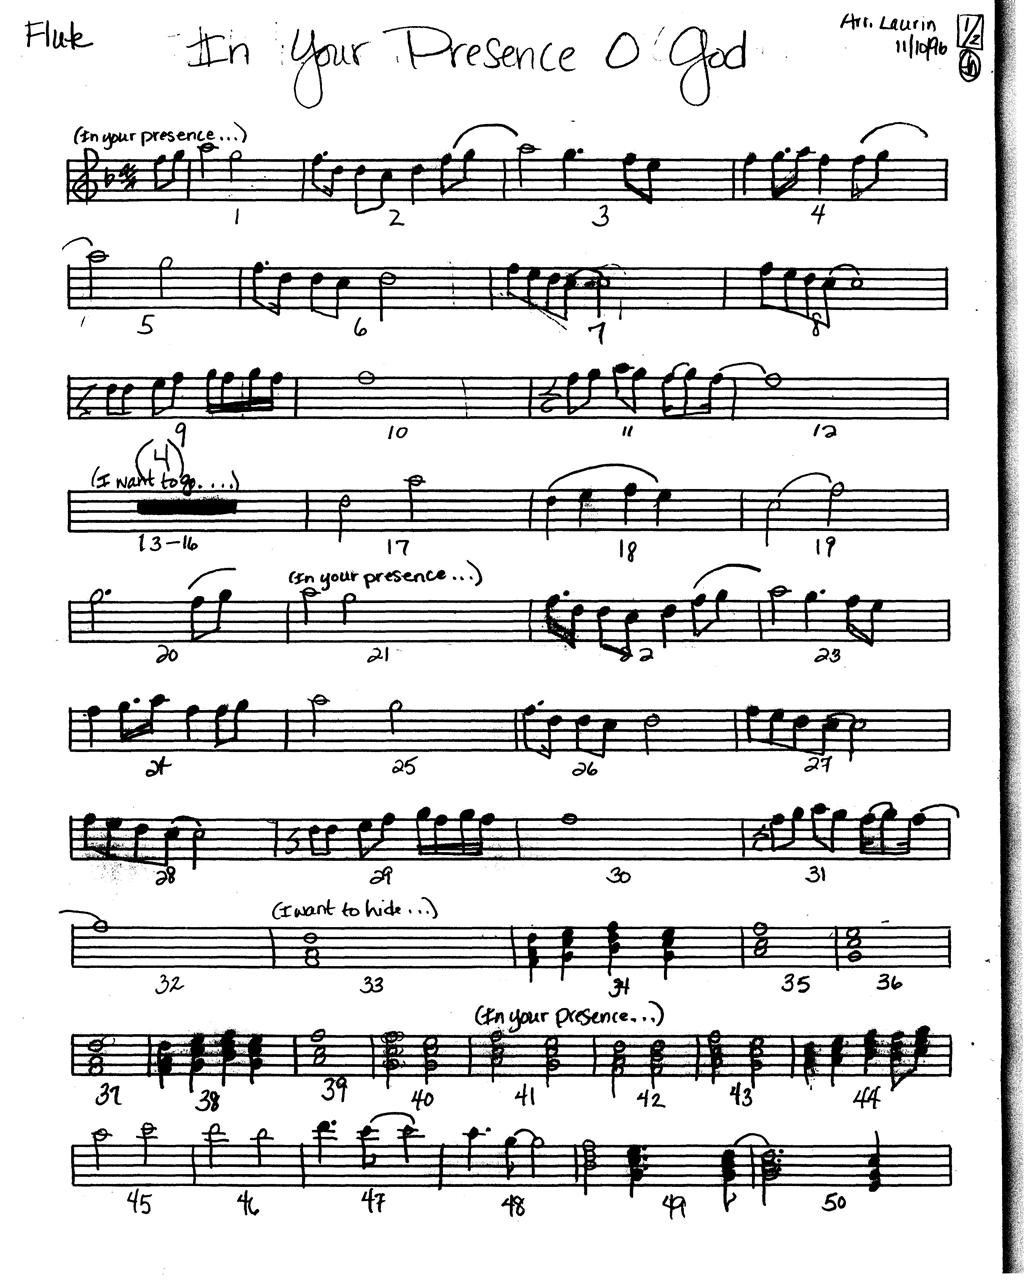 Flute
In Your Presence O God
Arr. Laurin
11/10/96
1/2
(In your presence...)
1 2 3 4
5 6 7 8
9 10 11 12
(4)
(I want to go....)
13-16 17 18 19
(In your presence...)
20 21 22 23
24 25 26 27
28 29 30 31
(I want to hide...)
32 33 34 35 36
(In your presence...)
37 38 39 40 41 42 43 44
45 46 47 48 49 50